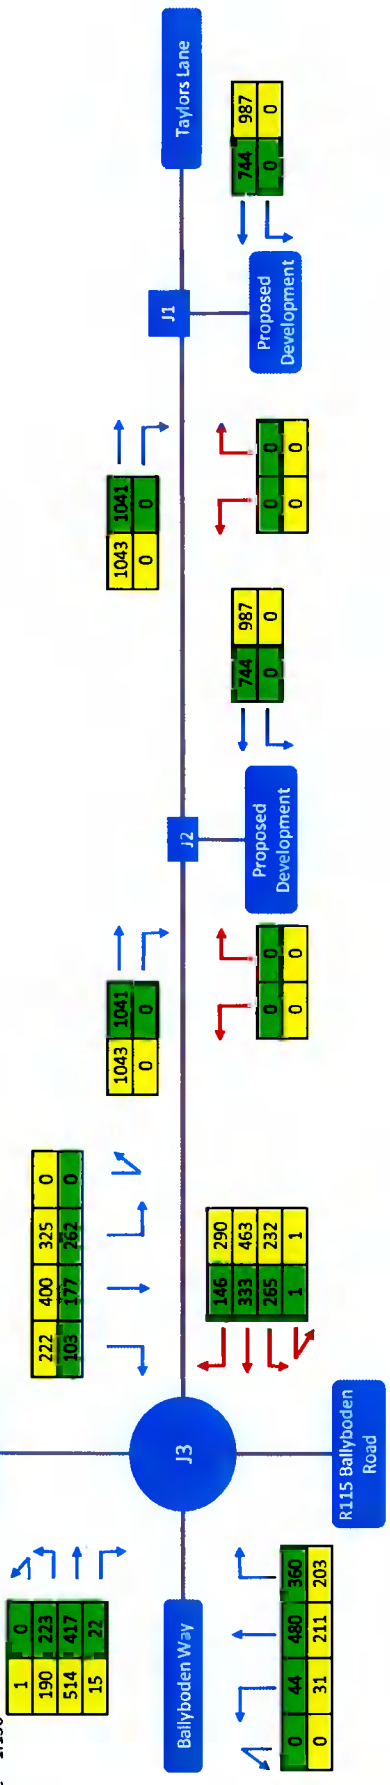 1 0
190 223
514 417
15 22
222 400 325 0
103 177 262 0
1043 1041
0 0
1043 1041
0 0
Ballyboden Way
J3
J2
J1
Taylors Lane
0 44 480 360
0 31 211 203
R115 Ballyboden
Road
146 290
333 463
265 232
1 1
0 0
0 0
Proposed
Development
744 987
0 0
0 0
0 0
Proposed
Development
744 987
0 0